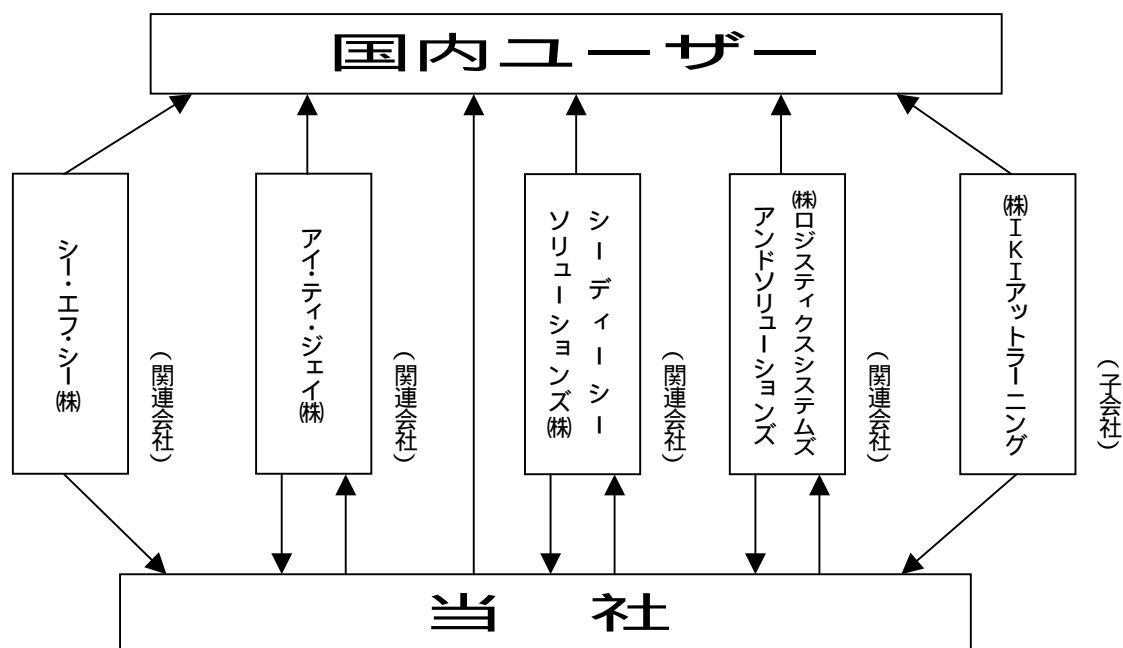 国内ユーザー
シー・エフ・シー㈱
(関連会社)
アイ・ティ・ジェイ㈱
(関連会社)
シーディーシー
ソリューションズ㈱
(関連会社)
㈱ロジスティクスシステムズ
アンドソリューションズ
(関連会社)
㈱ＩＫＩアットラーニング
(子会社)
当　社